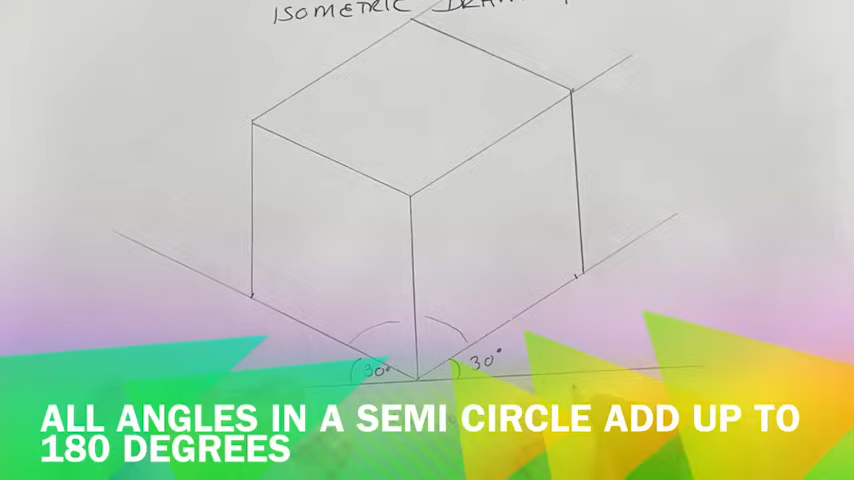 ISOMETRIC
30°
30°
ALL ANGLES IN A SEMI CIRCLE ADD UP TO
180 DEGREES